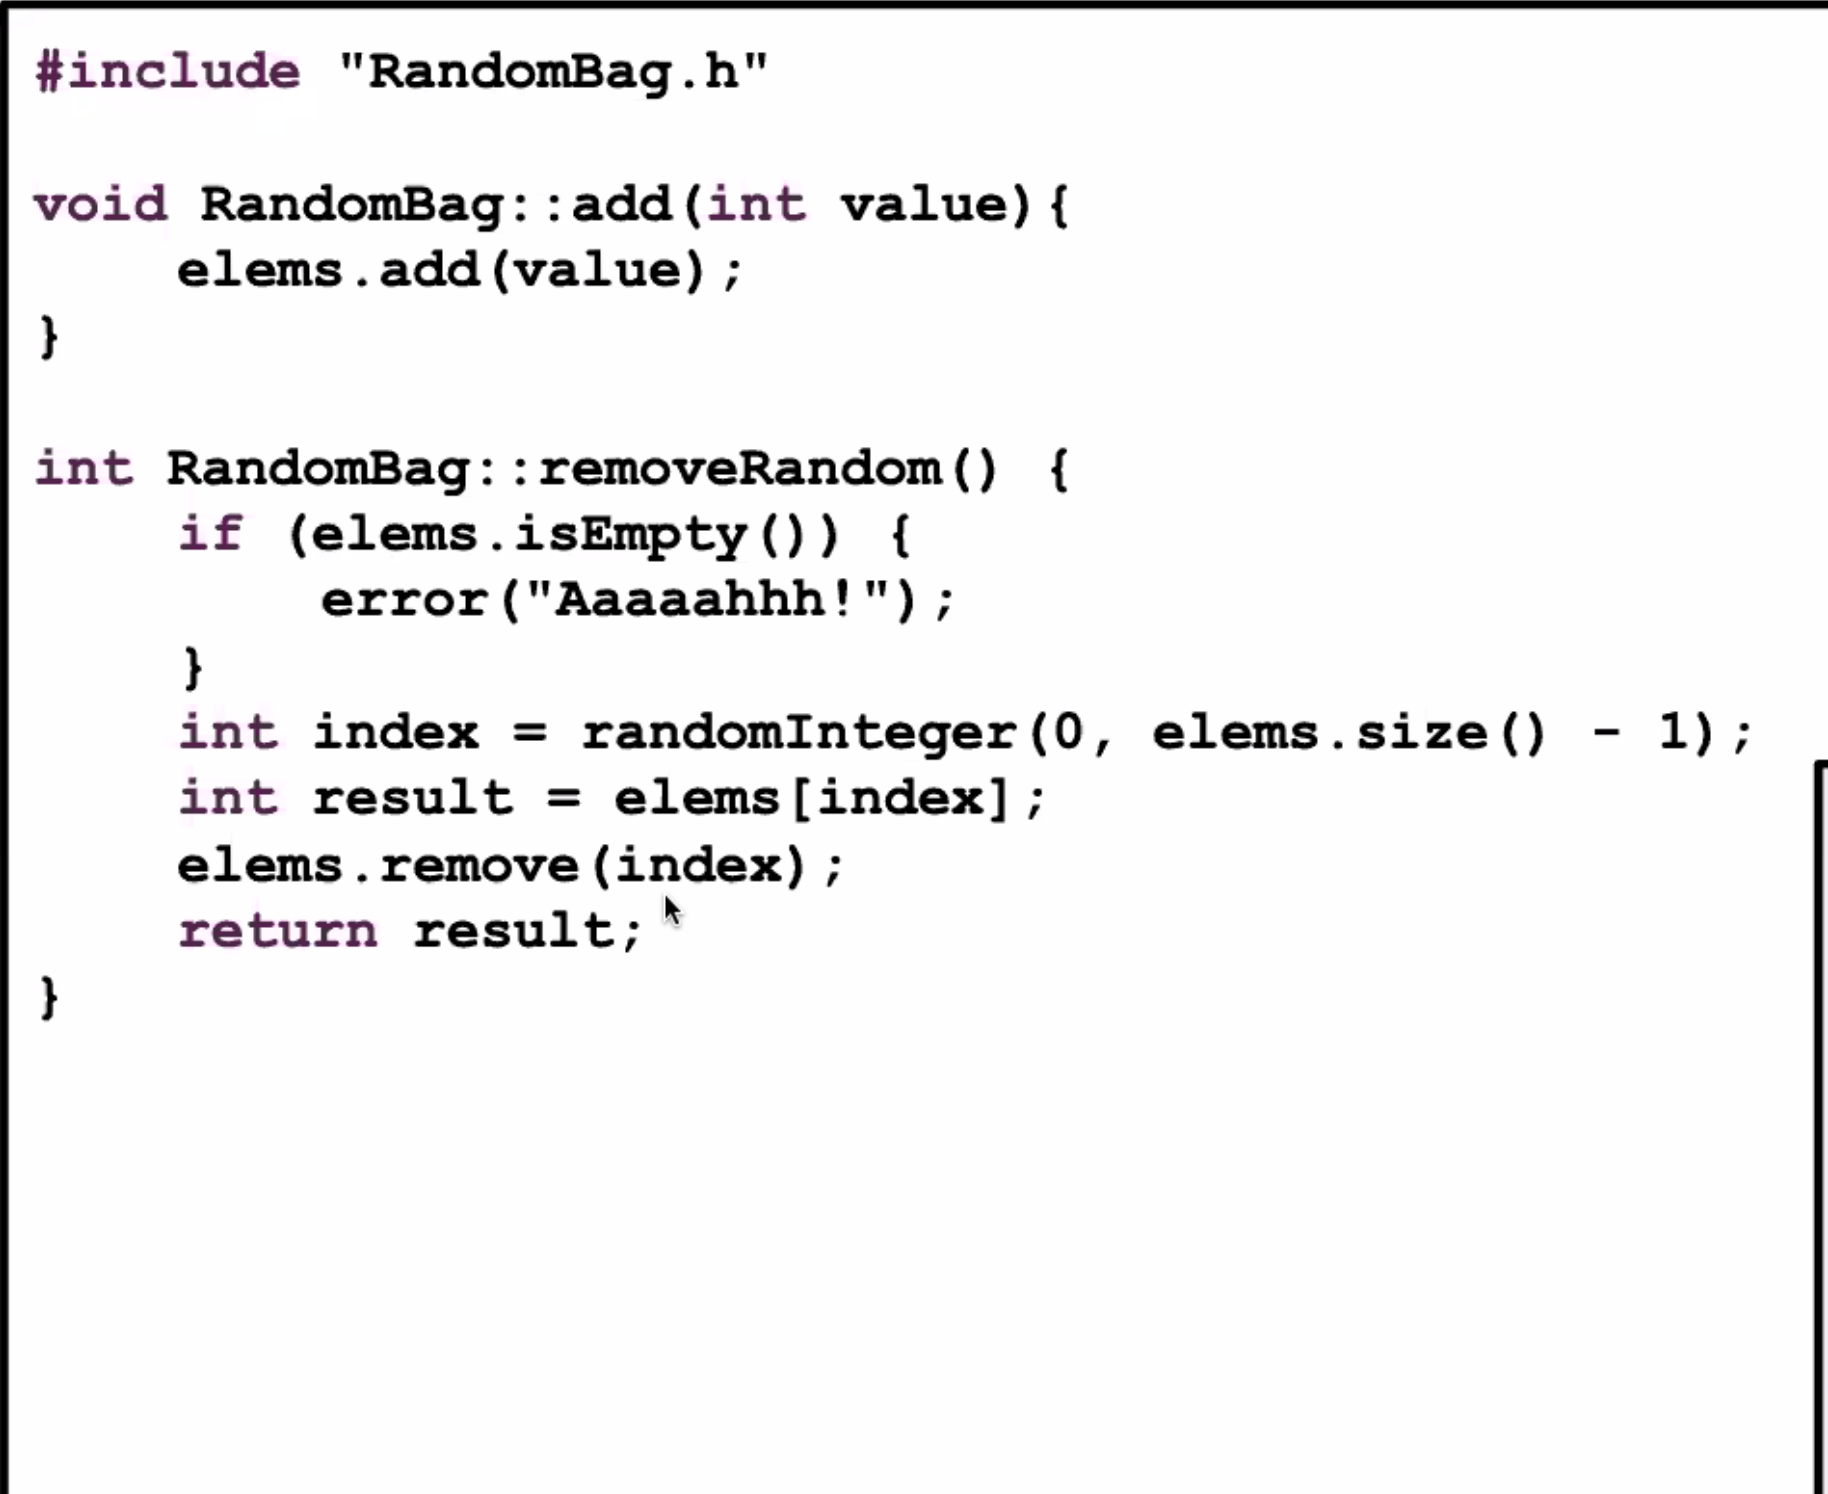 #include "RandomBag.h"
void RandomBag::add(int value){
elems.add(value);
}
int RandomBag::removeRandom() {
if (elems.isEmpty()) {
error("Aaaaahhh!");
}
int index = randomInteger(0, elems.size() - 1);
int result = elems[index];
elems.remove(index);
return result;
}